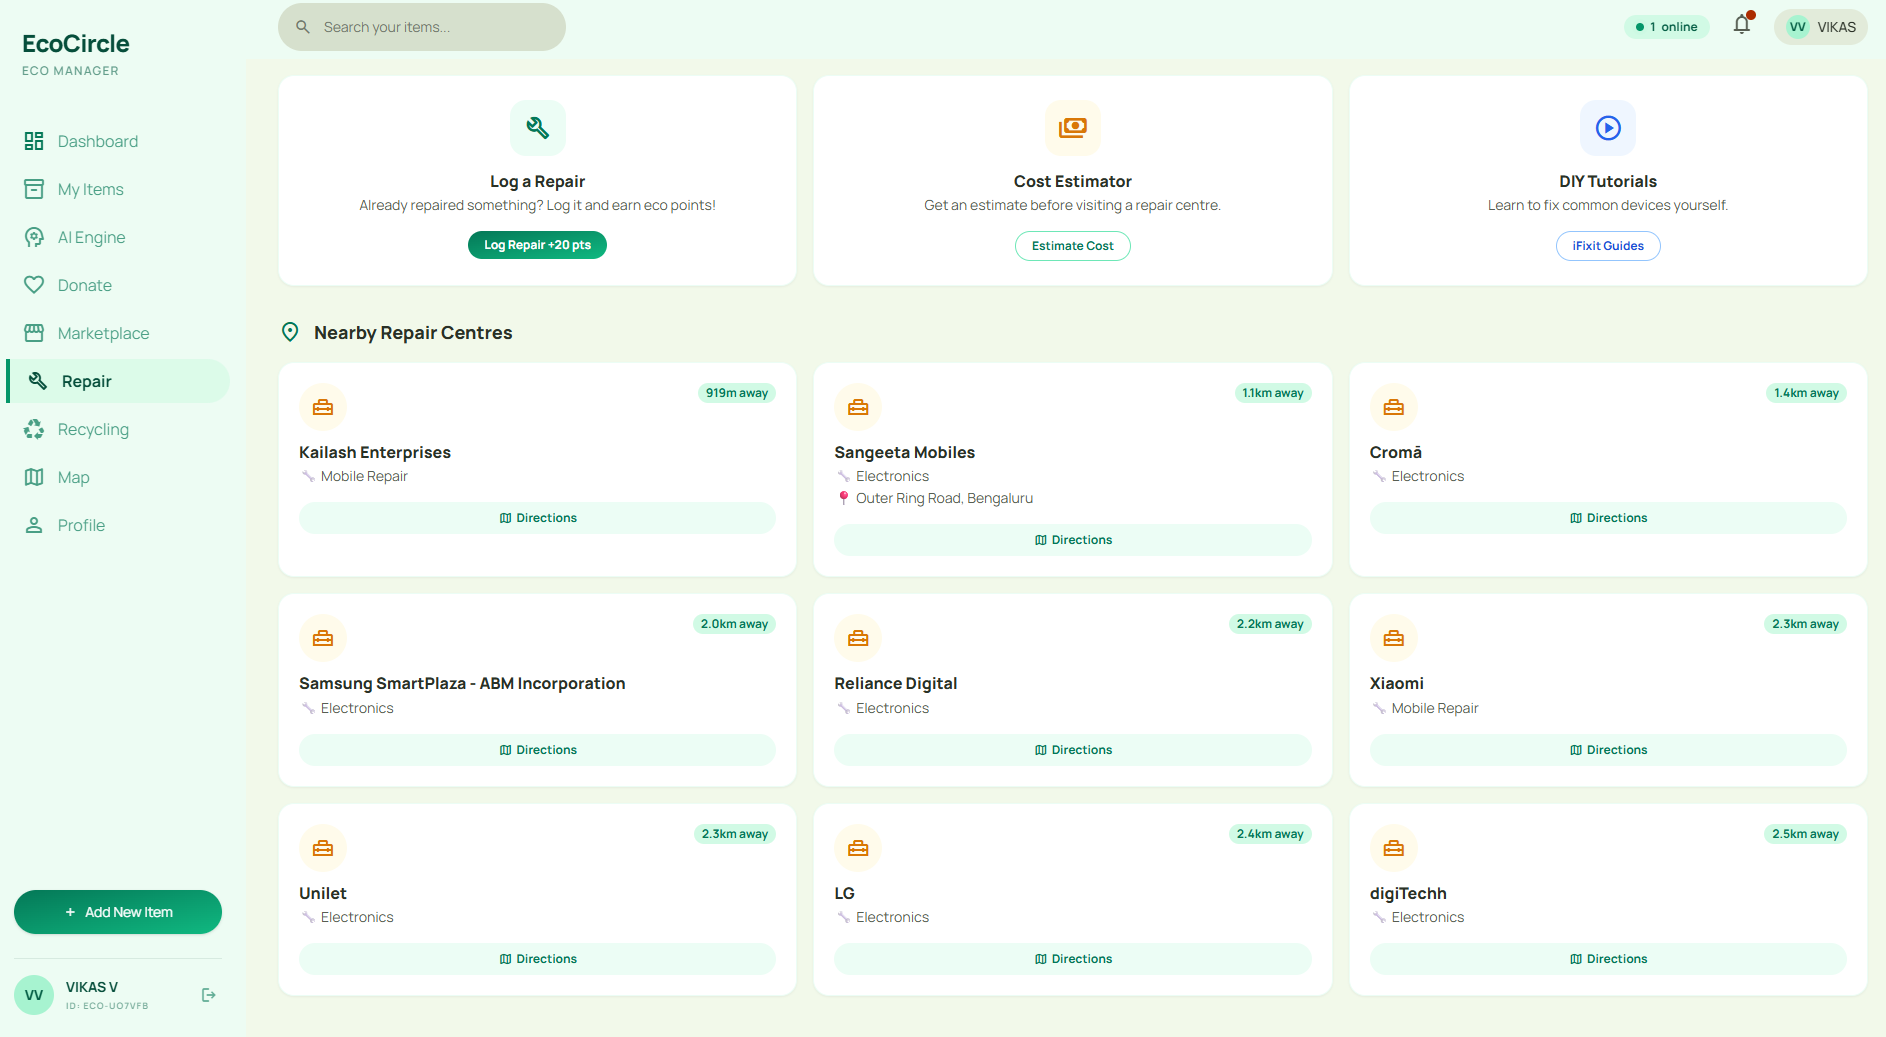 EcoCircle
ECO MANAGER
Dashboard
My Items
AI Engine
Donate
Marketplace
Repair
Recycling
Map
Profile
+ Add New Item
VV
VIKAS V
ID: ECO-UO7VFB
Search your items...
1 online
VV VIKAS
Log a Repair
Already repaired something? Log it and earn eco points!
Log Repair +20 pts
Cost Estimator
Get an estimate before visiting a repair centre.
Estimate Cost
DIY Tutorials
Learn to fix common devices yourself.
iFixit Guides
Nearby Repair Centres
919m away
Kailash Enterprises
Mobile Repair
Directions
1.1km away
Sangeeta Mobiles
Electronics
Outer Ring Road, Bengaluru
Directions
1.4km away
Cromā
Electronics
Directions
2.0km away
Samsung SmartPlaza - ABM Incorporation
Electronics
Directions
2.2km away
Reliance Digital
Electronics
Directions
2.3km away
Xiaomi
Mobile Repair
Directions
2.3km away
Unilet
Electronics
Directions
2.4km away
LG
Electronics
Directions
2.5km away
digiTechh
Electronics
Directions